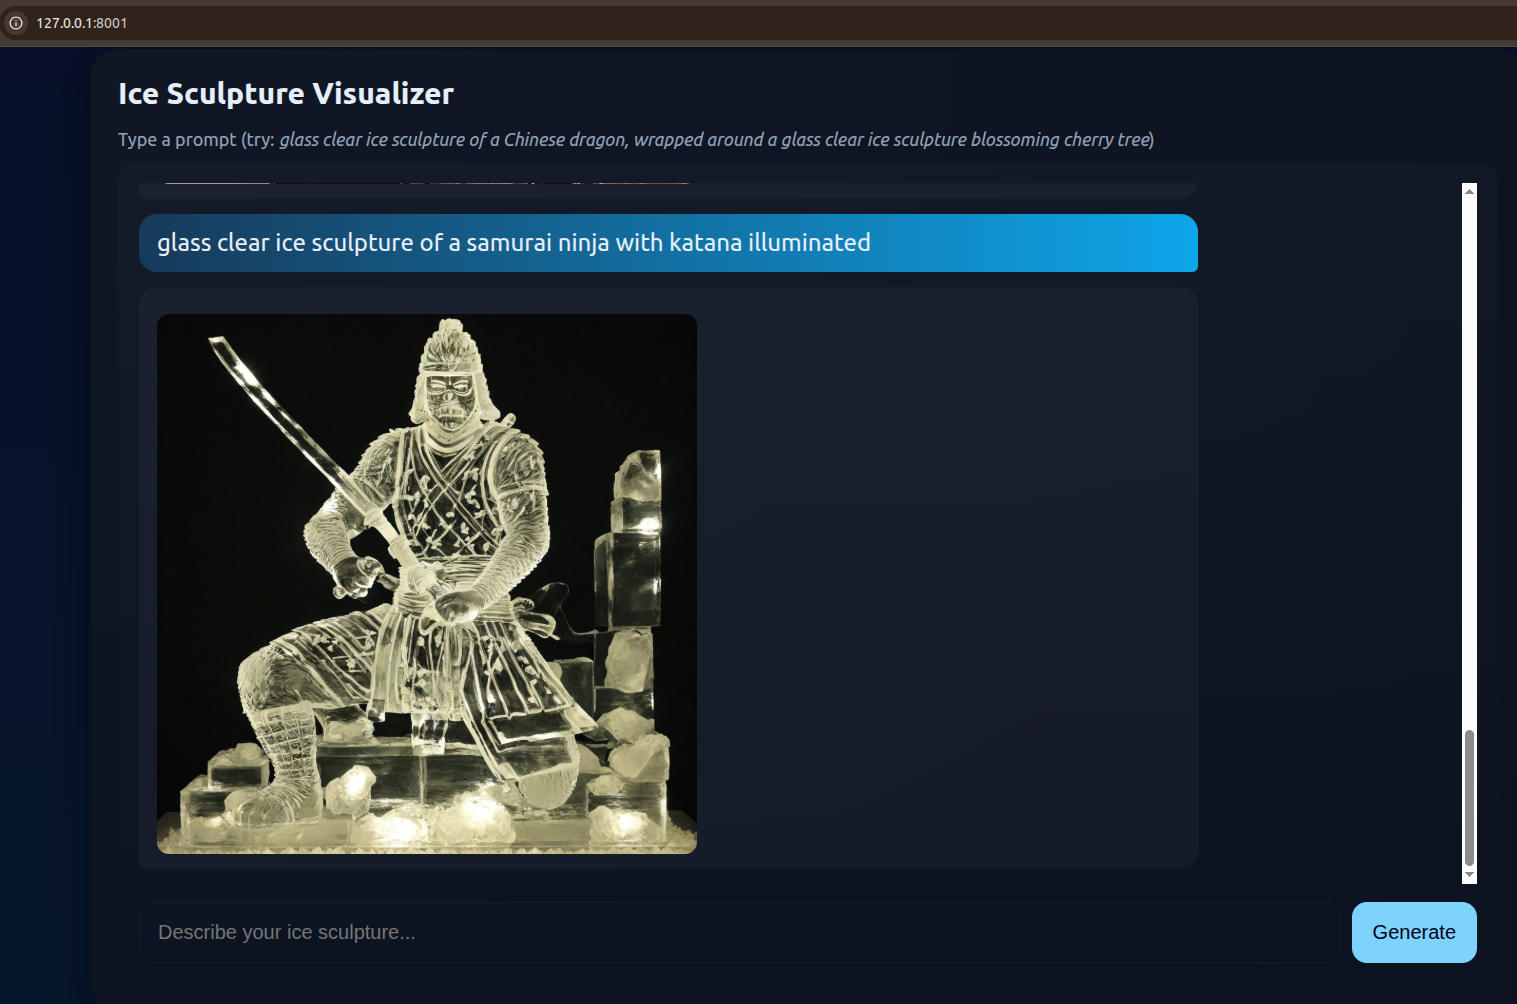 127.0.0.1:8001
Ice Sculpture Visualizer
Type a prompt (try: glass clear ice sculpture of a Chinese dragon, wrapped around a glass clear ice sculpture blossoming cherry tree)
glass clear ice sculpture of a samurai ninja with katana illuminated
Describe your ice sculpture...
Generate